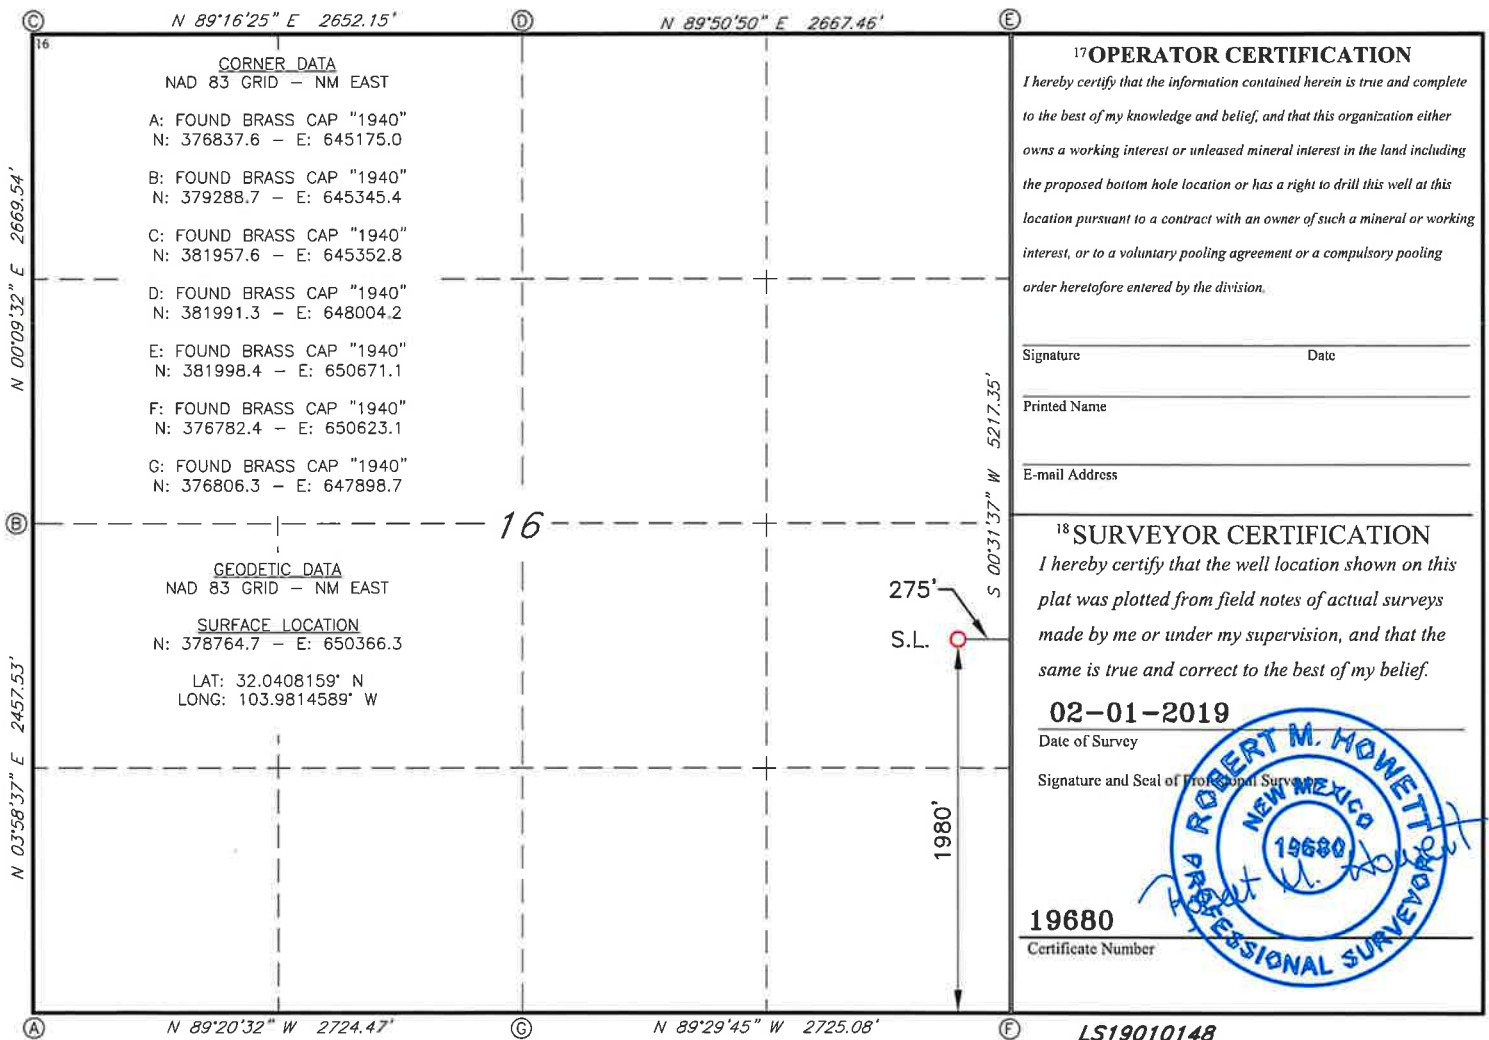 C N 89°16'25" E 2652.15' D N 89°50'50" E 2667.46' E
16
CORNER DATA
NAD 83 GRID – NM EAST
A: FOUND BRASS CAP "1940"
N: 376837.6 – E: 645175.0
B: FOUND BRASS CAP "1940"
N: 379288.7 – E: 645345.4
C: FOUND BRASS CAP "1940"
N: 381957.6 – E: 645352.8
D: FOUND BRASS CAP "1940"
N: 381991.3 – E: 648004.2
E: FOUND BRASS CAP "1940"
N: 381998.4 – E: 650671.1
F: FOUND BRASS CAP "1940"
N: 376782.4 – E: 650623.1
G: FOUND BRASS CAP "1940"
N: 376806.3 – E: 647898.7
N 00°09'32" E 2669.54'
B
16
GEODETIC DATA
NAD 83 GRID – NM EAST
SURFACE LOCATION
N: 378764.7 – E: 650366.3
LAT: 32.0408159° N
LONG: 103.9814589° W
N 03°58'37" E 2457.53'
S 00°31'37" W 5217.35'
275'
S.L.
1980'
A N 89°20'32" W 2724.47' G N 89°29'45" W 2725.08' F
17 OPERATOR CERTIFICATION
I hereby certify that the information contained herein is true and complete
to the best of my knowledge and belief, and that this organization either
owns a working interest or unleased mineral interest in the land including
the proposed bottom hole location or has a right to drill this well at this
location pursuant to a contract with an owner of such a mineral or working
interest, or to a voluntary pooling agreement or a compulsory pooling
order heretofore entered by the division.
Signature Date
Printed Name
E-mail Address
18 SURVEYOR CERTIFICATION
I hereby certify that the well location shown on this
plat was plotted from field notes of actual surveys
made by me or under my supervision, and that the
same is true and correct to the best of my belief.
02-01-2019
Date of Survey
Signature and Seal of Professional Surveyor
ROBERT M. HOWETT
NEW MEXICO
19680
PROFESSIONAL SURVEYOR
Robert M. Howett
19680
Certificate Number
LS19010148